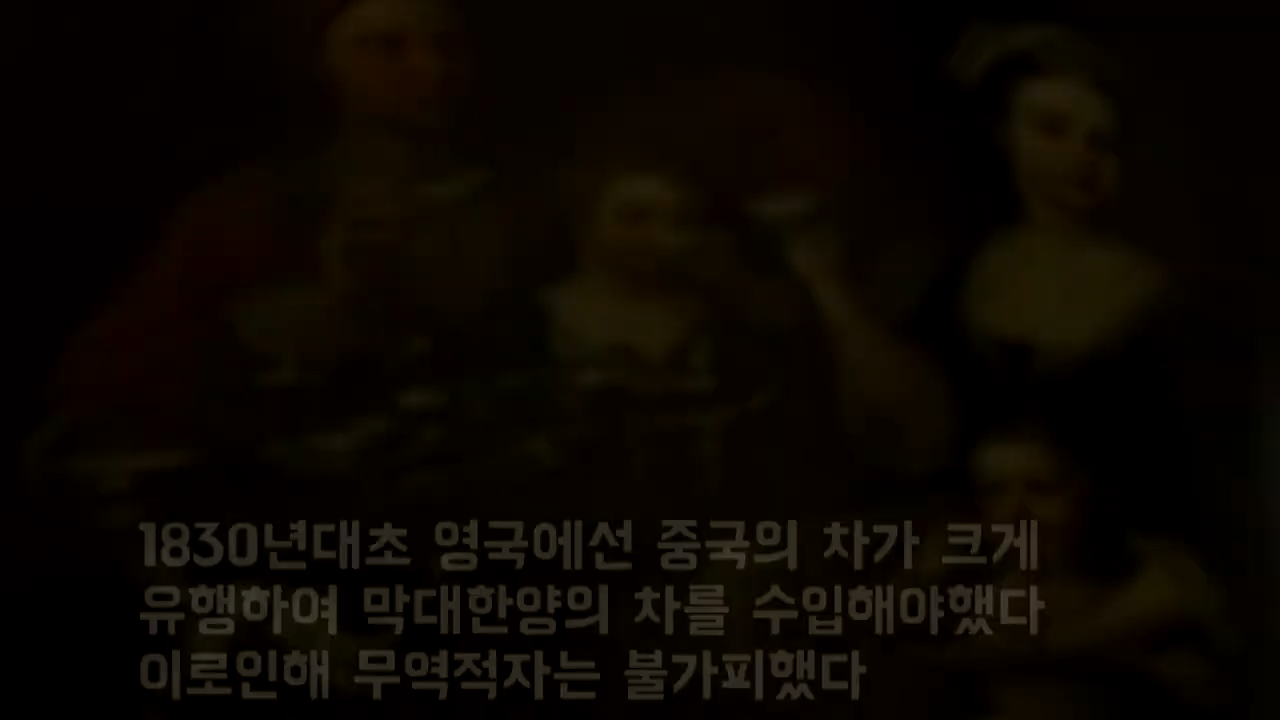 1830년대초 영국에선 중국의 차가 크게
유행하여 막대한양의 차를 수입해야했다
이로인해 무역적자는 불가피했다